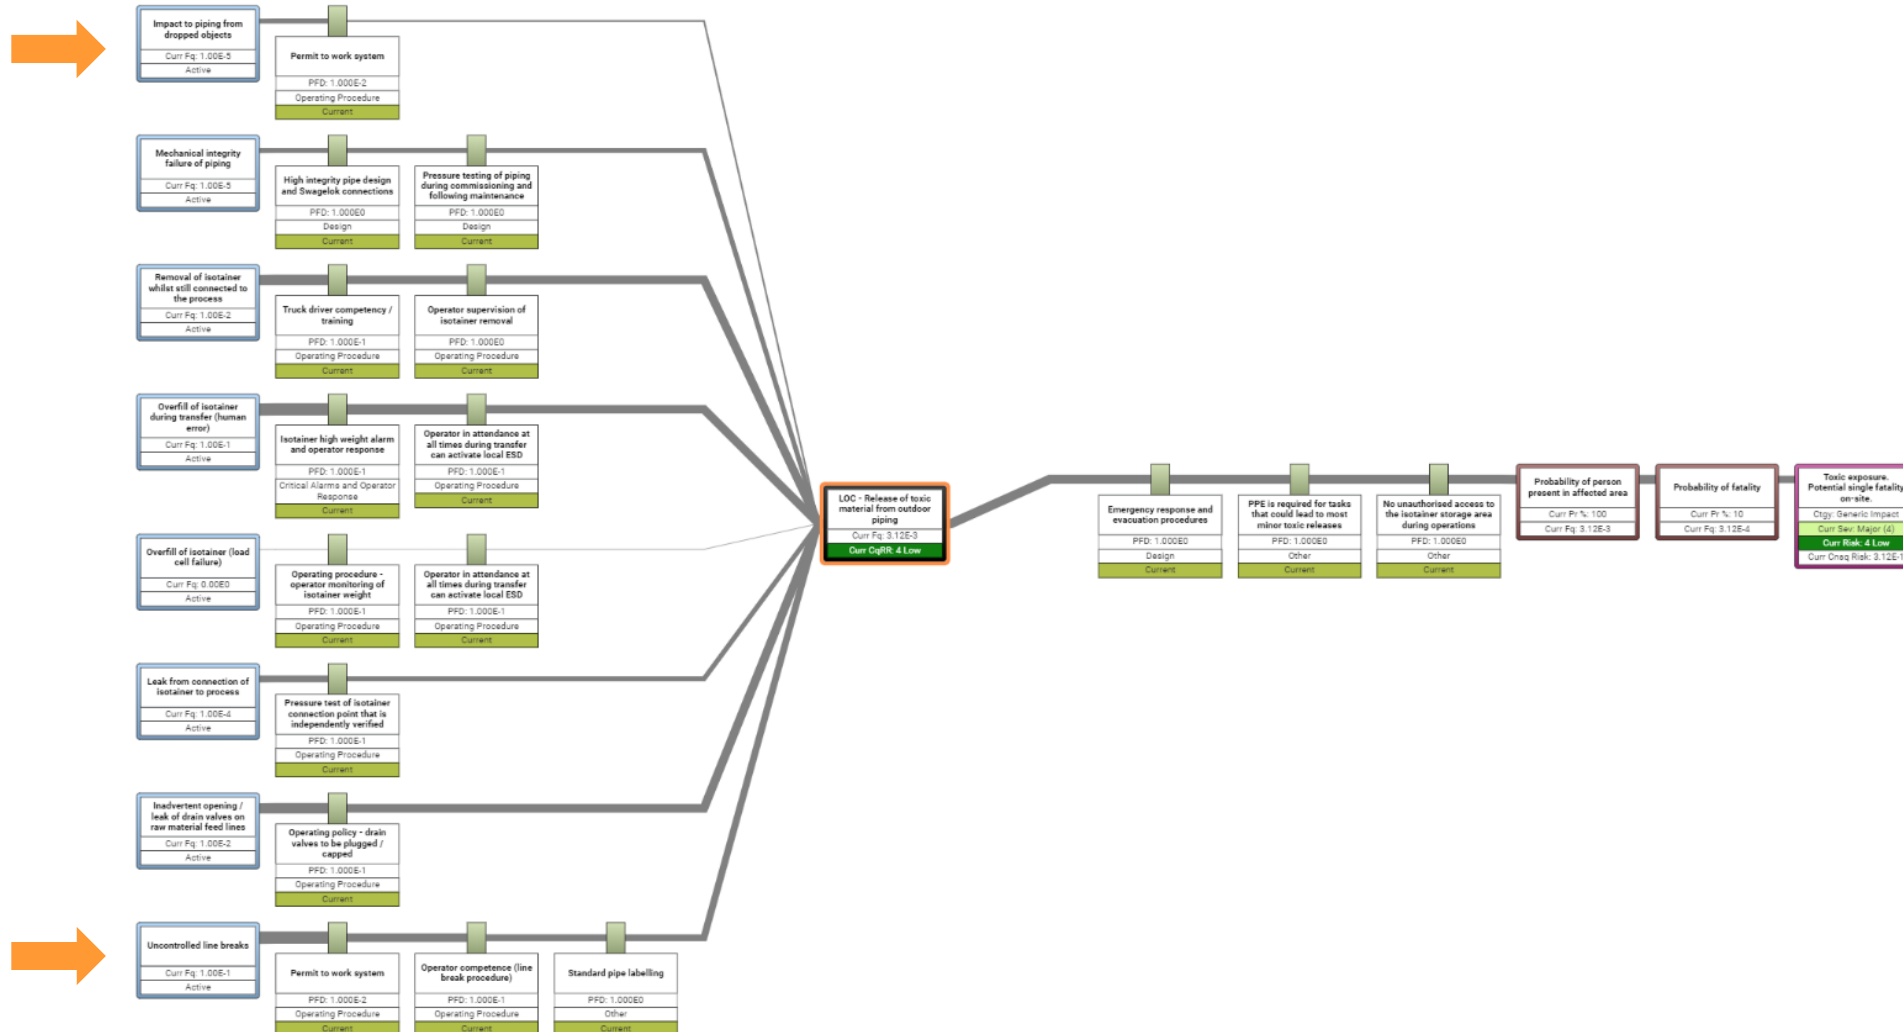 Impact to piping from
dropped objects
Curr Fq: 1.00E-5
Active
Permit to work system
PFD: 1.000E-2
Operating Procedure
Current
Mechanical integrity
failure of piping
Curr Fq: 1.00E-5
Active
High integrity pipe design
and Swagelok connections
PFD: 1.000E0
Design
Current
Pressure testing of piping
during commissioning and
following maintenance
PFD: 1.000E0
Design
Current
Removal of isotainer
whilst still connected to
the process
Curr Fq: 1.00E-2
Active
Truck driver competency /
training
PFD: 1.000E-1
Operating Procedure
Current
Operator supervision of
isotainer removal
PFD: 1.000E0
Operating Procedure
Current
Overfill of isotainer
during transfer (human
error)
Curr Fq: 1.00E-1
Active
Isotainer high weight alarm
and operator response
PFD: 1.000E-1
Critical Alarms and Operator
Response
Current
Operator in attendance at
all times during transfer
can activate local ESD
PFD: 1.000E-1
Operating Procedure
Current
Overfill of isotainer (load
cell failure)
Curr Fq: 0.00E0
Active
Operating procedure -
operator monitoring of
isotainer weight
PFD: 1.000E-1
Operating Procedure
Current
Operator in attendance at
all times during transfer
can activate local ESD
PFD: 1.000E-1
Operating Procedure
Current
Leak from connection of
isotainer to process
Curr Fq: 1.00E-4
Active
Pressure test of isotainer
connection point that is
independently verified
PFD: 1.000E-1
Operating Procedure
Current
Inadvertent opening /
leak of drain valves on
raw material feed lines
Curr Fq: 1.00E-2
Active
Operating policy - drain
valves to be plugged /
capped
PFD: 1.000E-1
Operating Procedure
Current
Uncontrolled line breaks
Curr Fq: 1.00E-1
Active
Permit to work system
PFD: 1.000E-2
Operating Procedure
Current
Operator competence (line
break procedure)
PFD: 1.000E-1
Operating Procedure
Current
Standard pipe labelling
PFD: 1.000E0
Other
Current
LOC - Release of toxic
material from outdoor
piping
Curr Fq: 3.12E-3
Curr CqRR: 4 Low
Emergency response and
evacuation procedures
PFD: 1.000E0
Design
Current
PPE is required for tasks
that could lead to most
minor toxic releases
PFD: 1.000E0
Other
Current
No unauthorised access to
the isotainer storage area
during operations
PFD: 1.000E0
Other
Current
Probability of person
present in affected area
Curr Pr %: 100
Curr Fq: 3.12E-3
Probability of fatality
Curr Pr %: 10
Curr Fq: 3.12E-4
Toxic exposure.
Potential single fatality
on-site.
Ctgy: Generic Impact
Curr Sev: Major (4)
Curr Risk: 4 Low
Curr Cnsq Risk: 3.12E-1